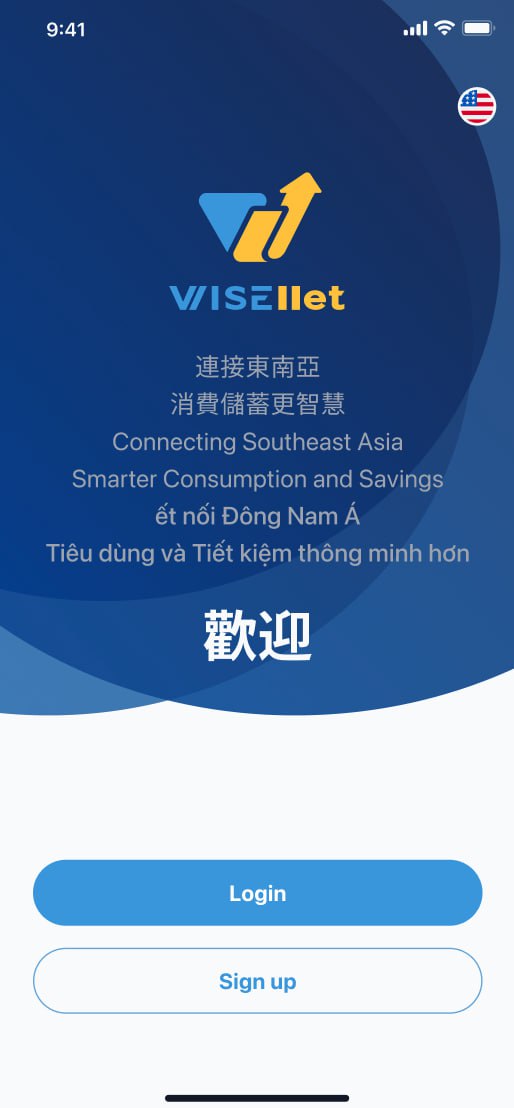 9:41
WISEllet
連接東南亞
消費儲蓄更智慧
Connecting Southeast Asia
Smarter Consumption and Savings
ết nối Đông Nam Á
Tiêu dùng và Tiết kiệm thông minh hơn
歡迎
Login
Sign up